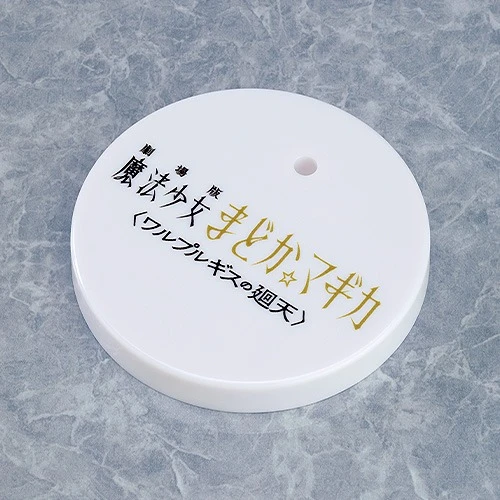 劇場版
魔法少女まどか☆マギカ
〈ワルプルギスの廻天〉